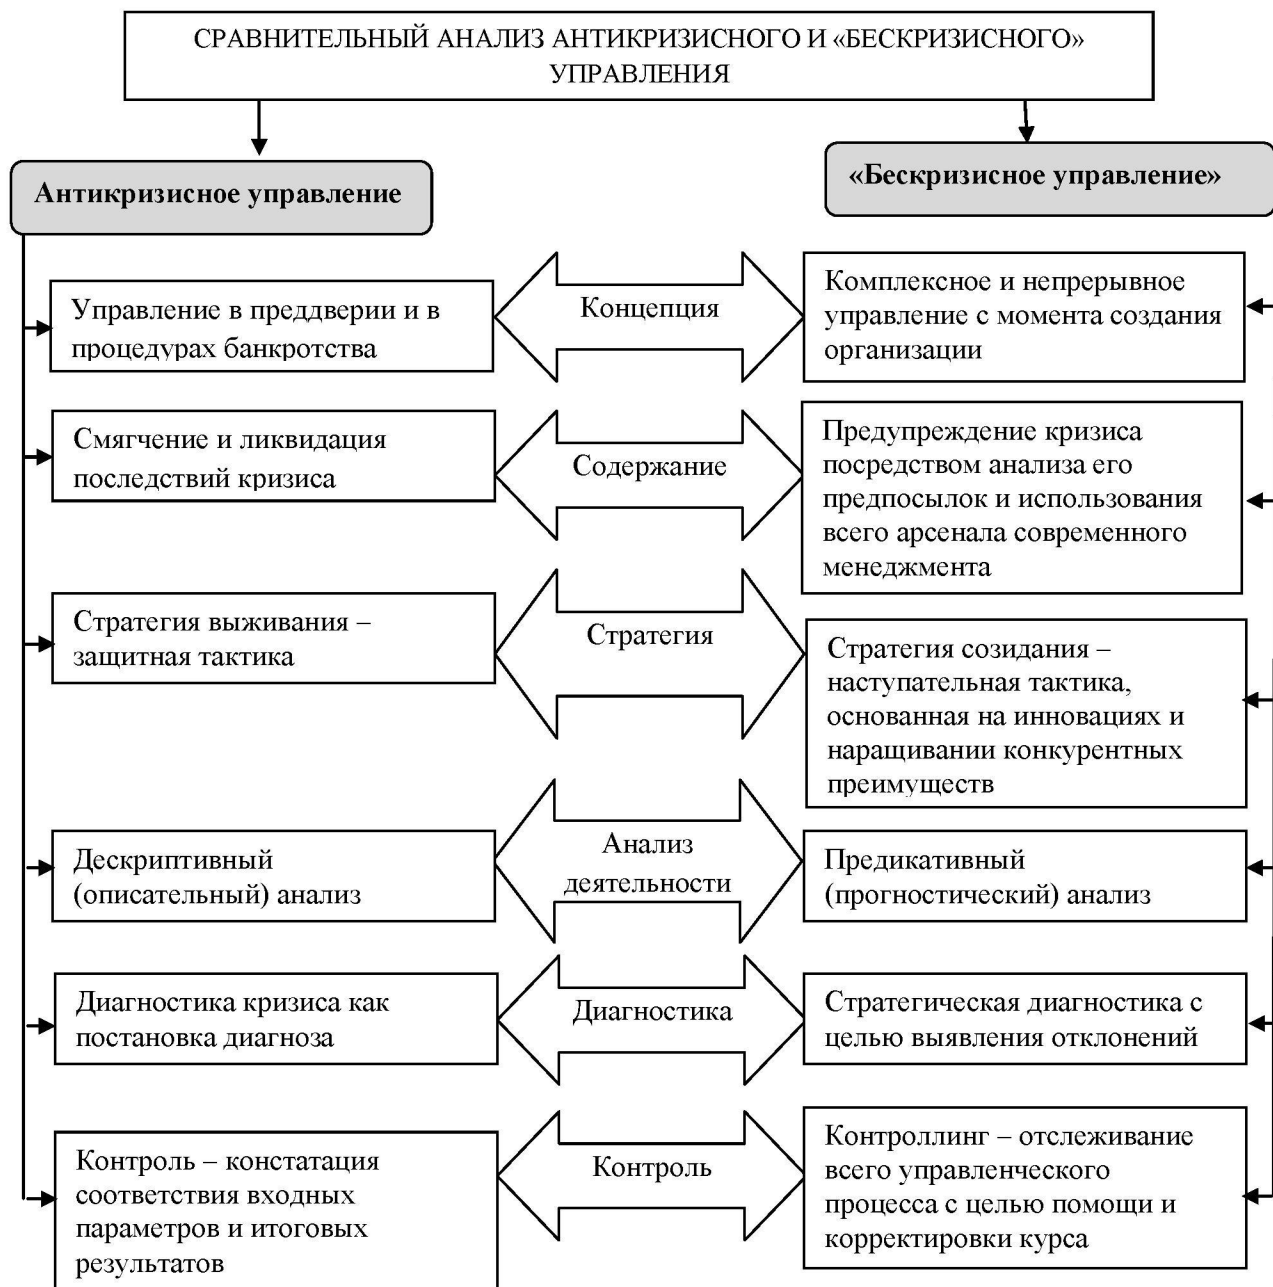 СРАВНИТЕЛЬНЫЙ АНАЛИЗ АНТИКРИЗИСНОГО И «БЕСКРИЗИСНОГО»
УПРАВЛЕНИЯ
Антикризисное управление
«Бескризисное управление»
Управление в преддверии и в
процедурах банкротства
Концепция
Комплексное и непрерывное
управление с момента создания
организации
Смягчение и ликвидация
последствий кризиса
Содержание
Предупреждение кризиса
посредством анализа его
предпосылок и использования
всего арсенала современного
менеджмента
Стратегия выживания –
защитная тактика
Стратегия
Стратегия созидания –
наступательная тактика,
основанная на инновациях и
наращивании конкурентных
преимуществ
Дескриптивный
(описательный) анализ
Анализ
деятельности
Предикативный
(прогностический) анализ
Диагностика кризиса как
постановка диагноза
Диагностика
Стратегическая диагностика с
целью выявления отклонений
Контроль – констатация
соответствия входных
параметров и итоговых
результатов
Контроль
Контроллинг – отслеживание
всего управленческого
процесса с целью помощи и
корректировки курса